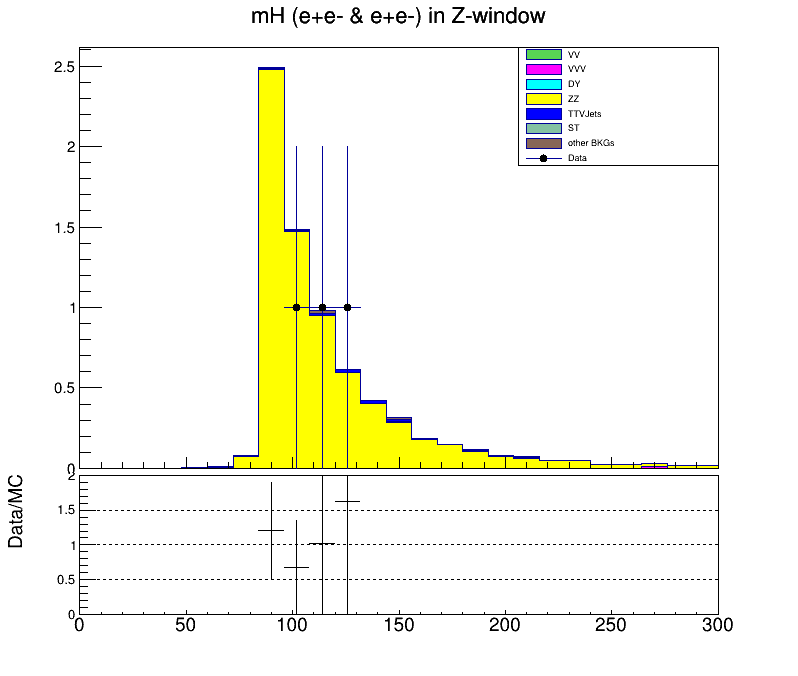 mH (e+e- & e+e-) in Z-window
2.5
2
1.5
1
0.5
0
VV
VVV
DY
ZZ
TTVJets
ST
other BKGs
Data
Data/MC
2
1.5
1
0.5
0
0 50 100 150 200 250 300